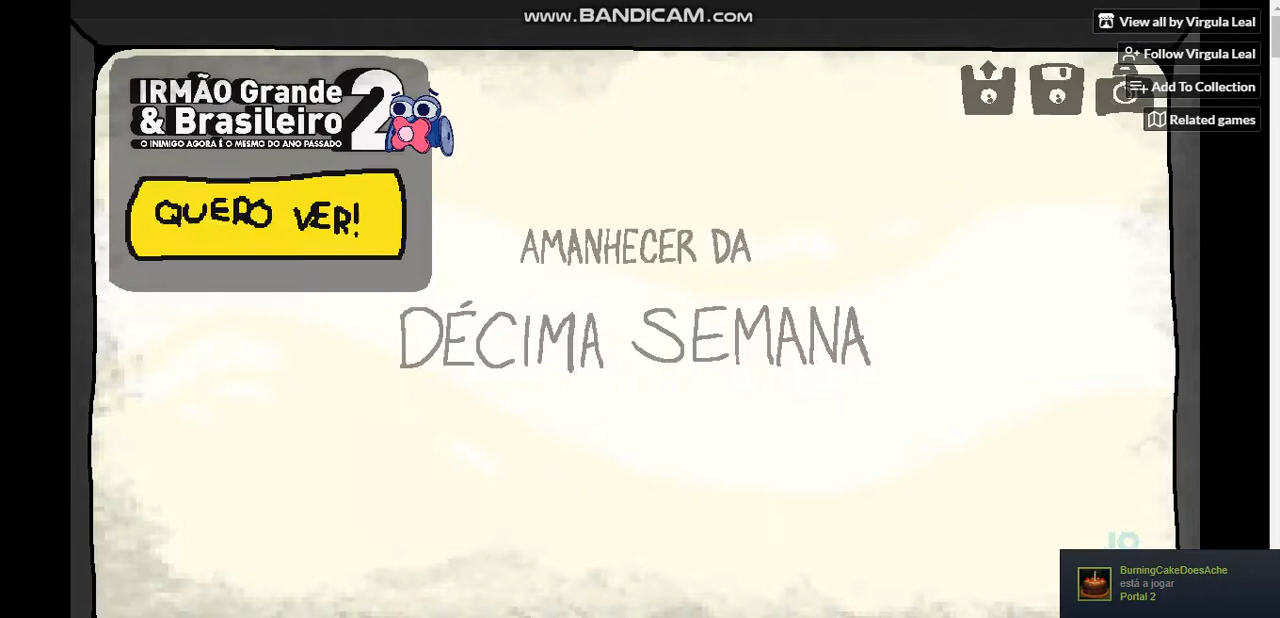 www.BANDICAM.com
View all by Virgula Leal
Follow Virgula Leal
Add To Collection
Related games
IRMÃO Grande
& Brasileiro 2
O INIMIGO AGORA É O MESMO DO ANO PASSADO
QUERO VER!
AMANHECER DA
DÉCIMA SEMANA
BurningCakeDoesAche
está a jogar
Portal 2